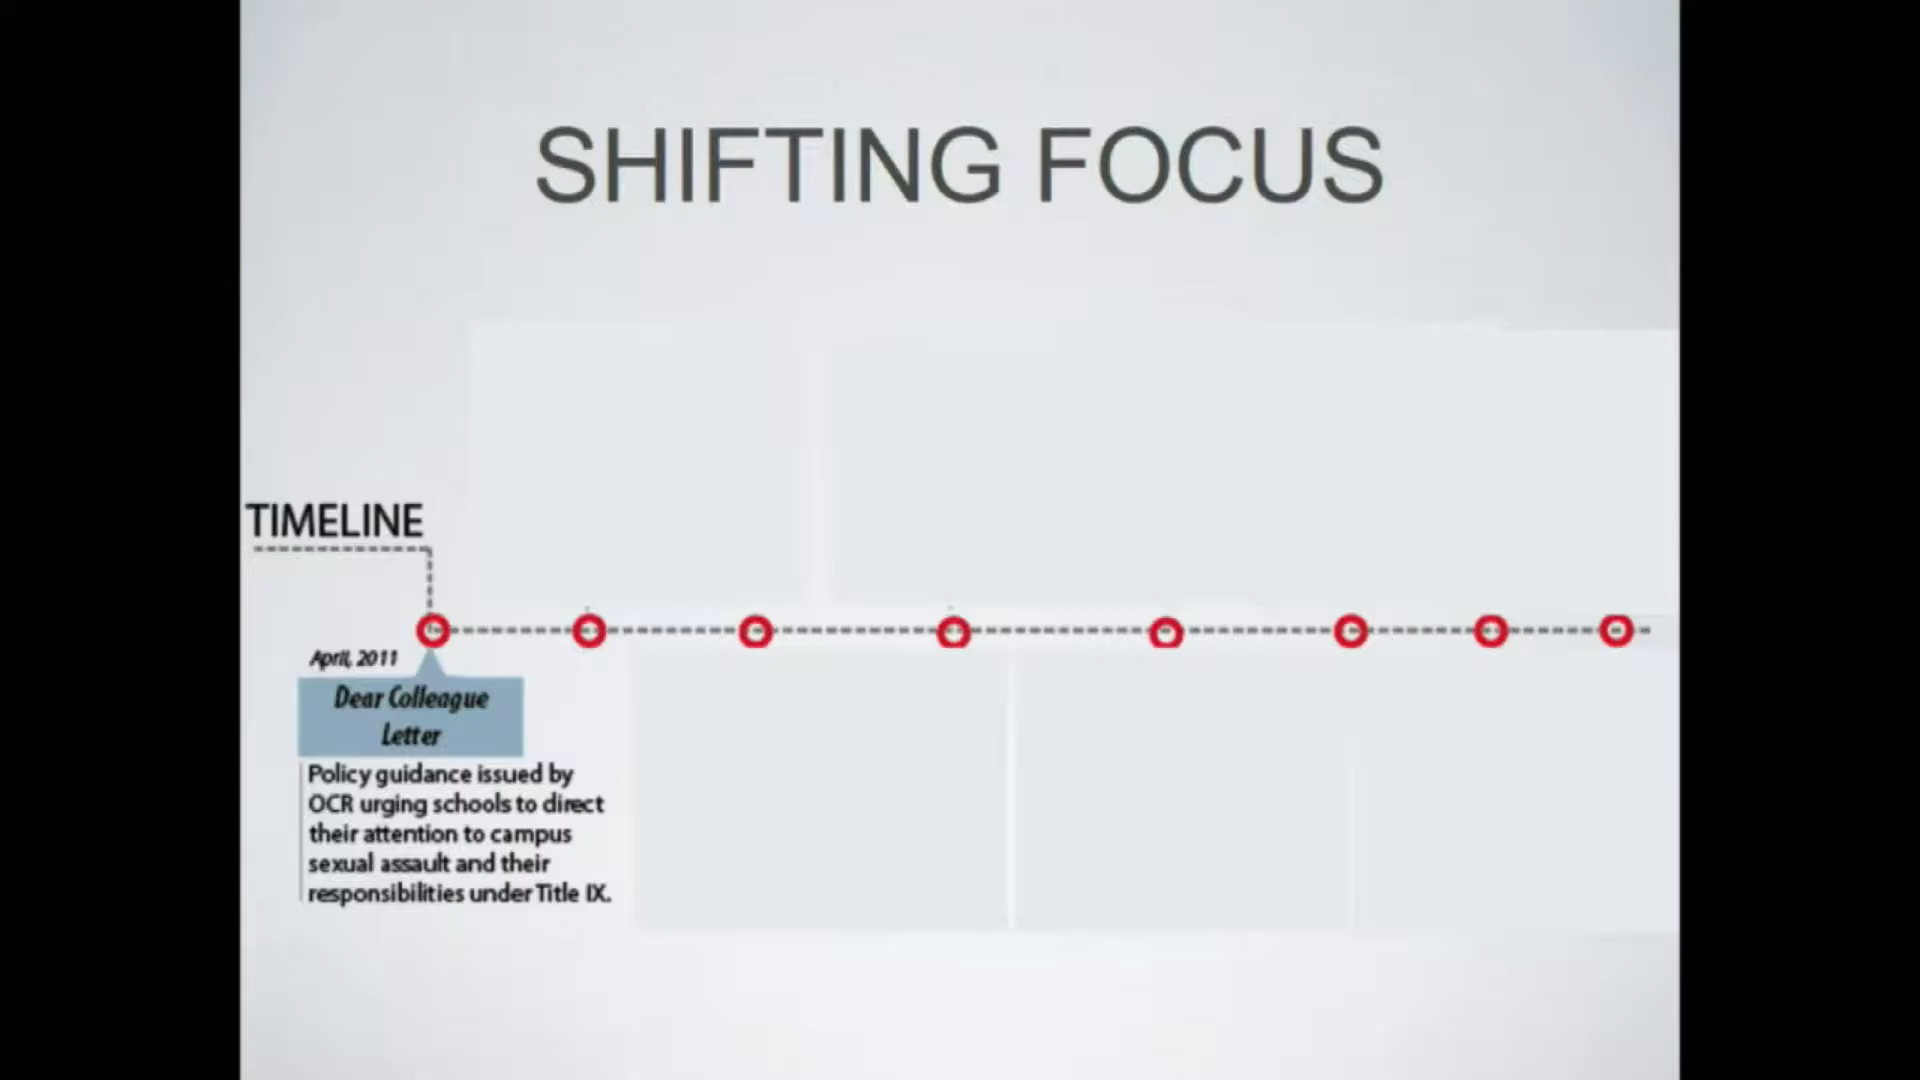 SHIFTING FOCUS
TIMELINE
April, 2011
Dear Colleague
Letter
Policy guidance issued by
OCR urging schools to direct
their attention to campus
sexual assault and their
responsibilities under Title IX.